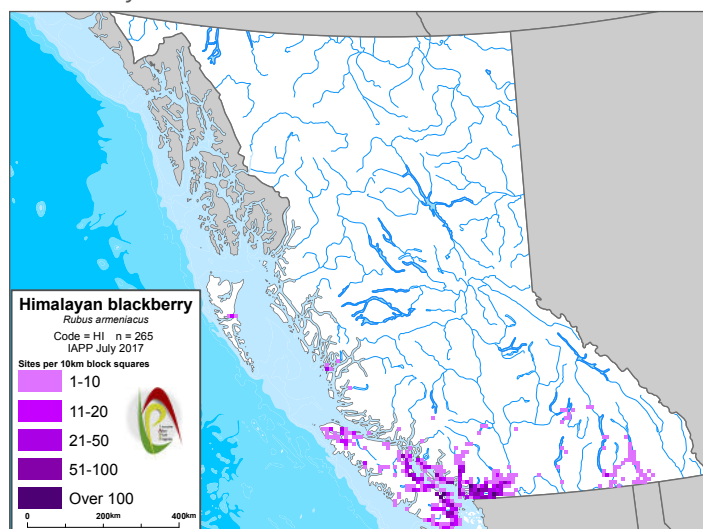 Himalayan blackberry
Rubus armeniacus
Code = HI n = 265
IAPP July 2017
Sites per 10km block squares
1-10
11-20
21-50
51-100
Over 100
0 200km 400km